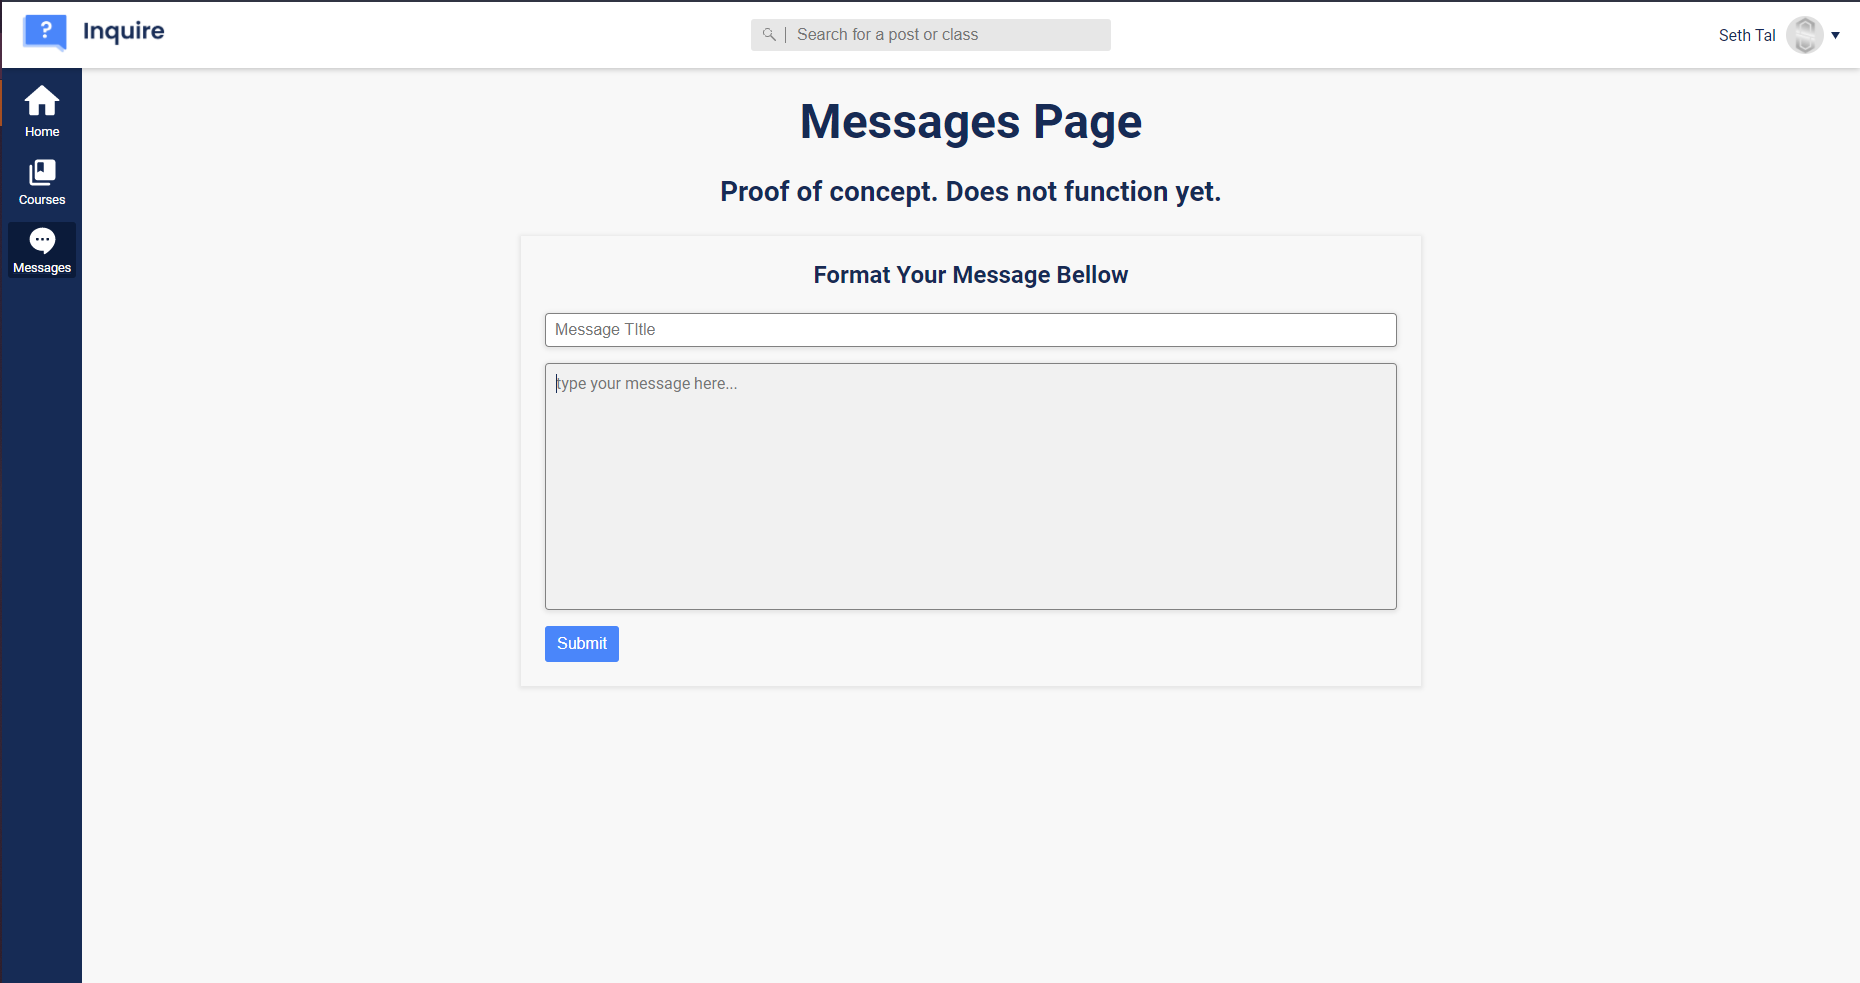 ?
Inquire
Search for a post or class
Seth Tal
Home
Courses
Messages
Messages Page
Proof of concept. Does not function yet.
Format Your Message Bellow
Message TItle
type your message here...
Submit